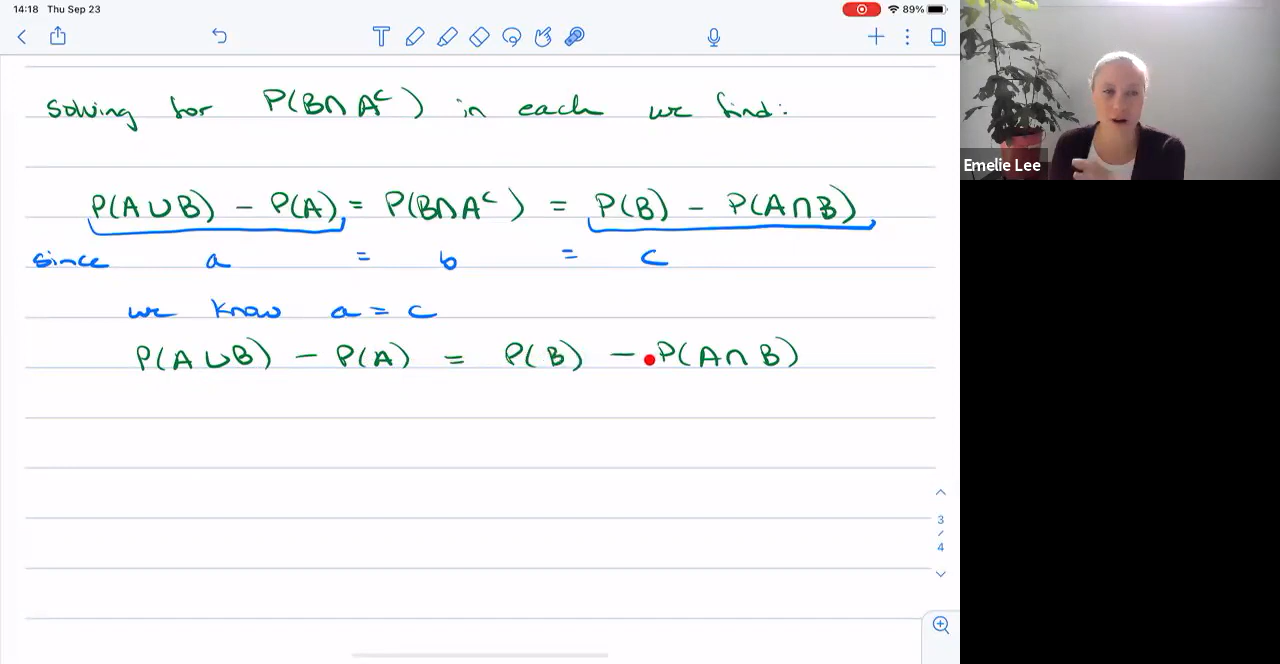 14:18 Thu Sep 23 89%
T
solving for P(B∩A^c) in each we find:
P(A∪B) - P(A) = P(B∩A^c) = P(B) - P(A∩B)
since a = b = c
we know a = c
P(A∪B) - P(A) = P(B) - P(A∩B)
3
/
4
Emelie Lee